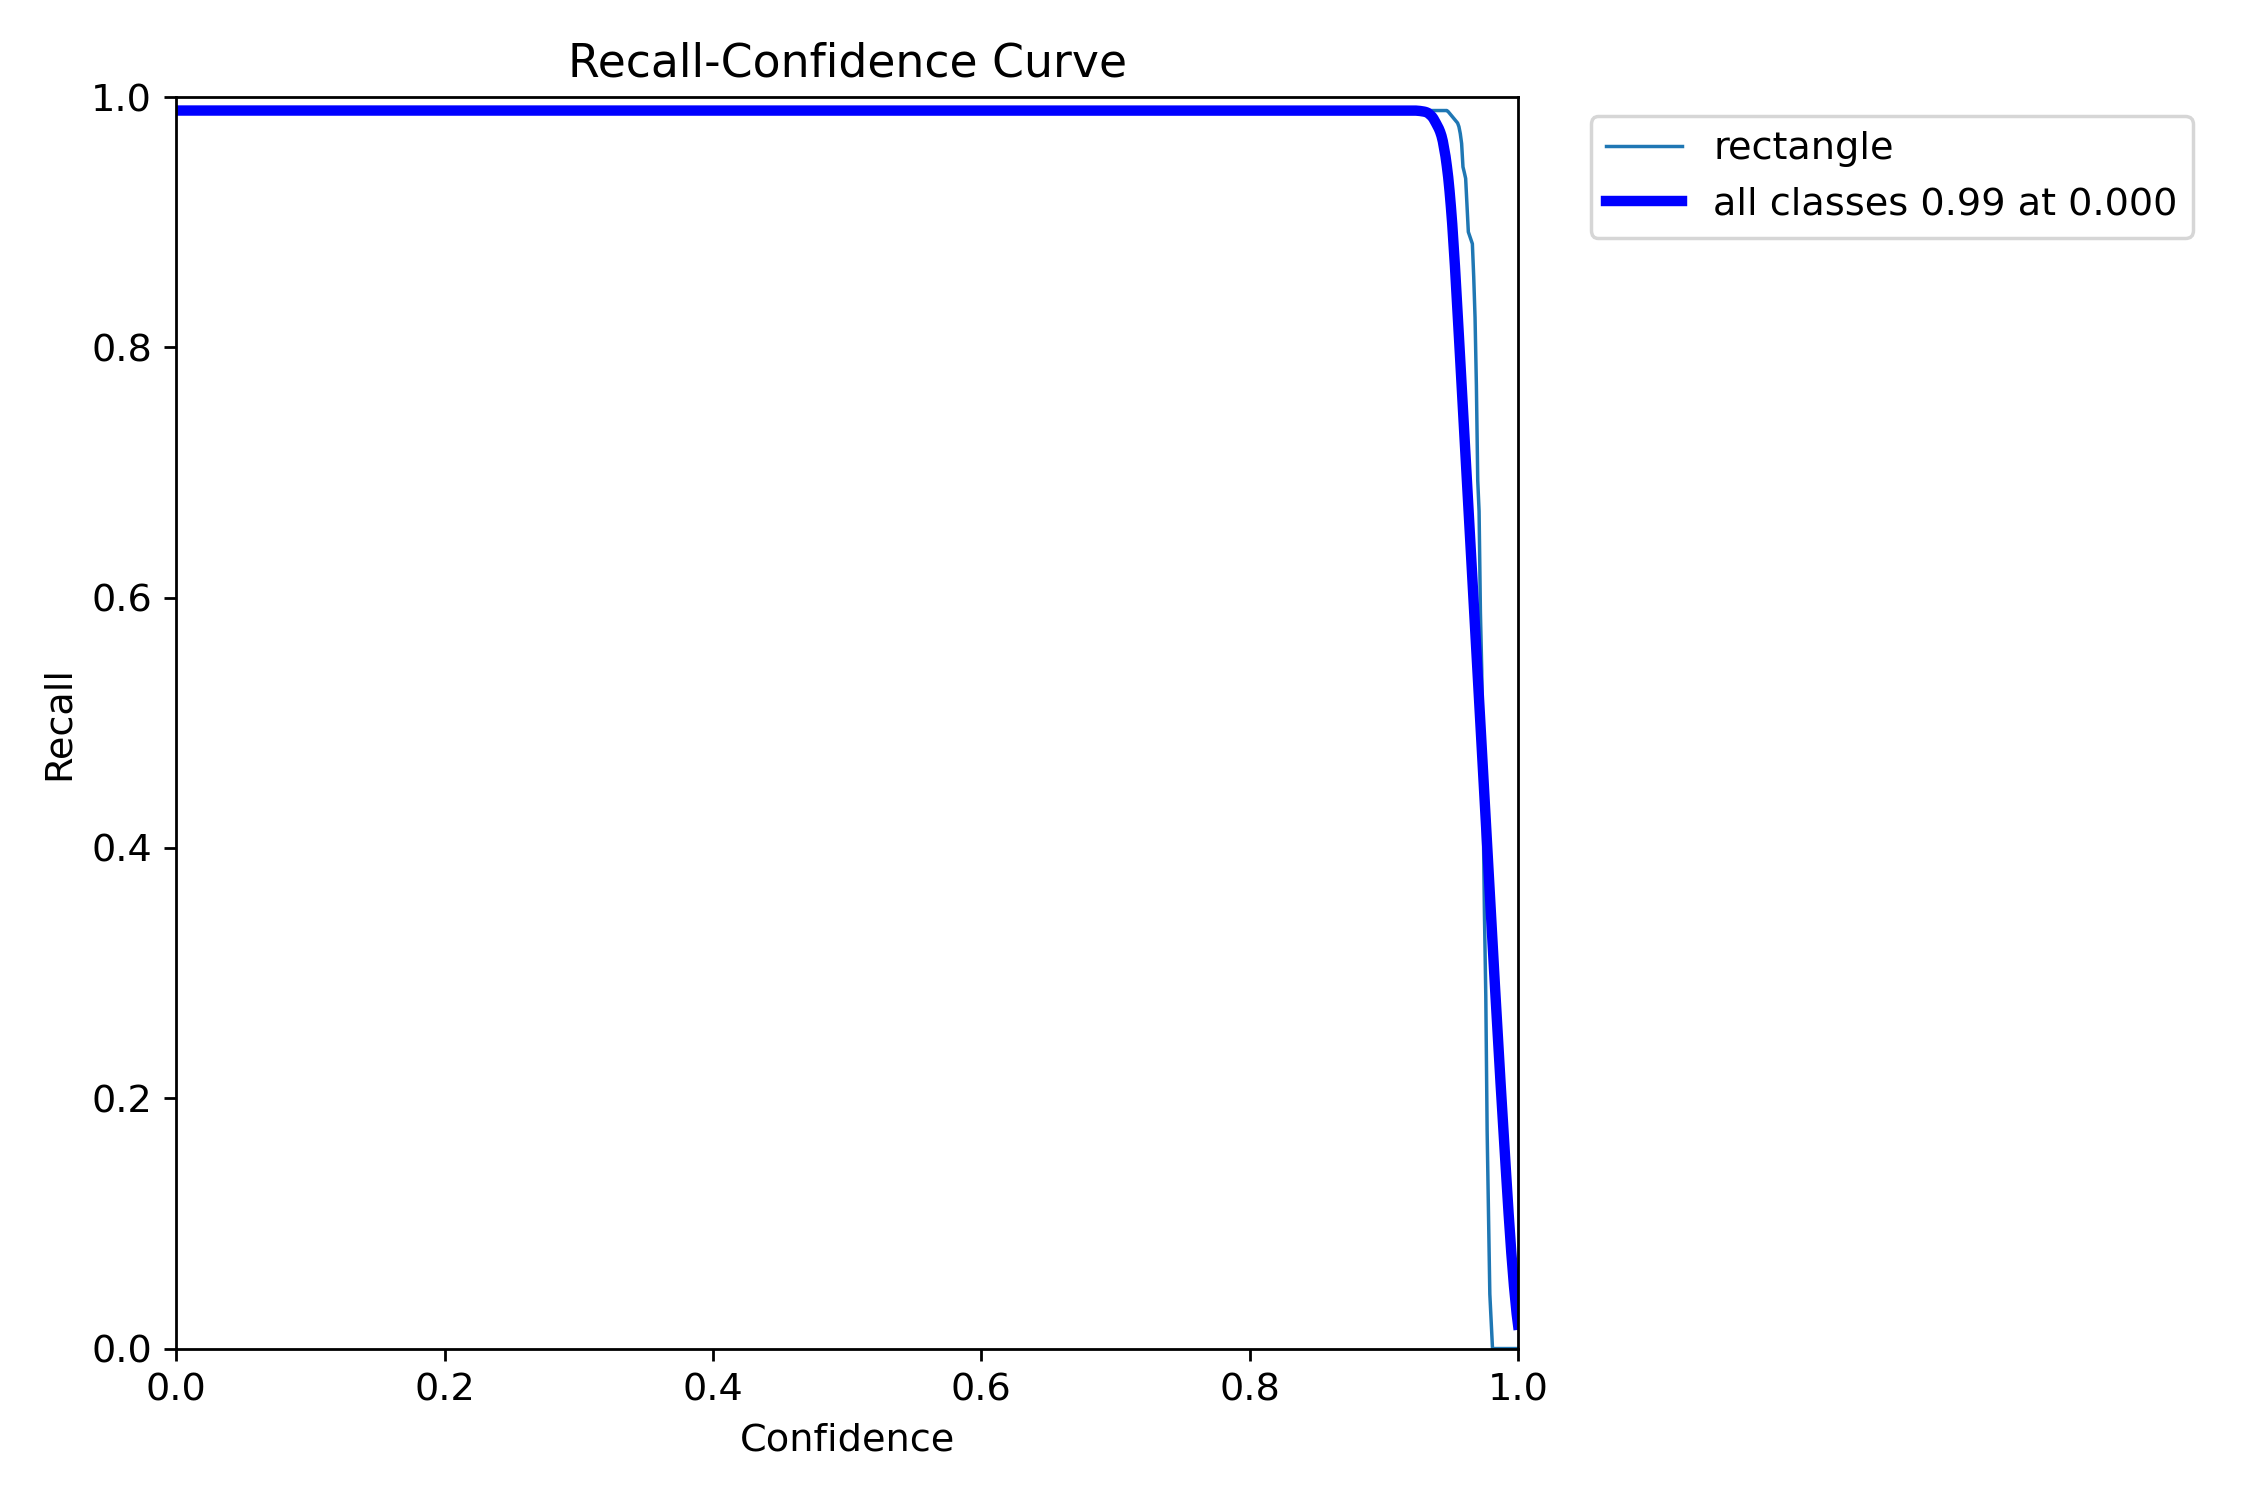 Recall-Confidence Curve
1.0
0.8
0.6
0.4
0.2
0.0
Recall
0.0 0.2 0.4 0.6 0.8 1.0
Confidence
rectangle
all classes 0.99 at 0.000